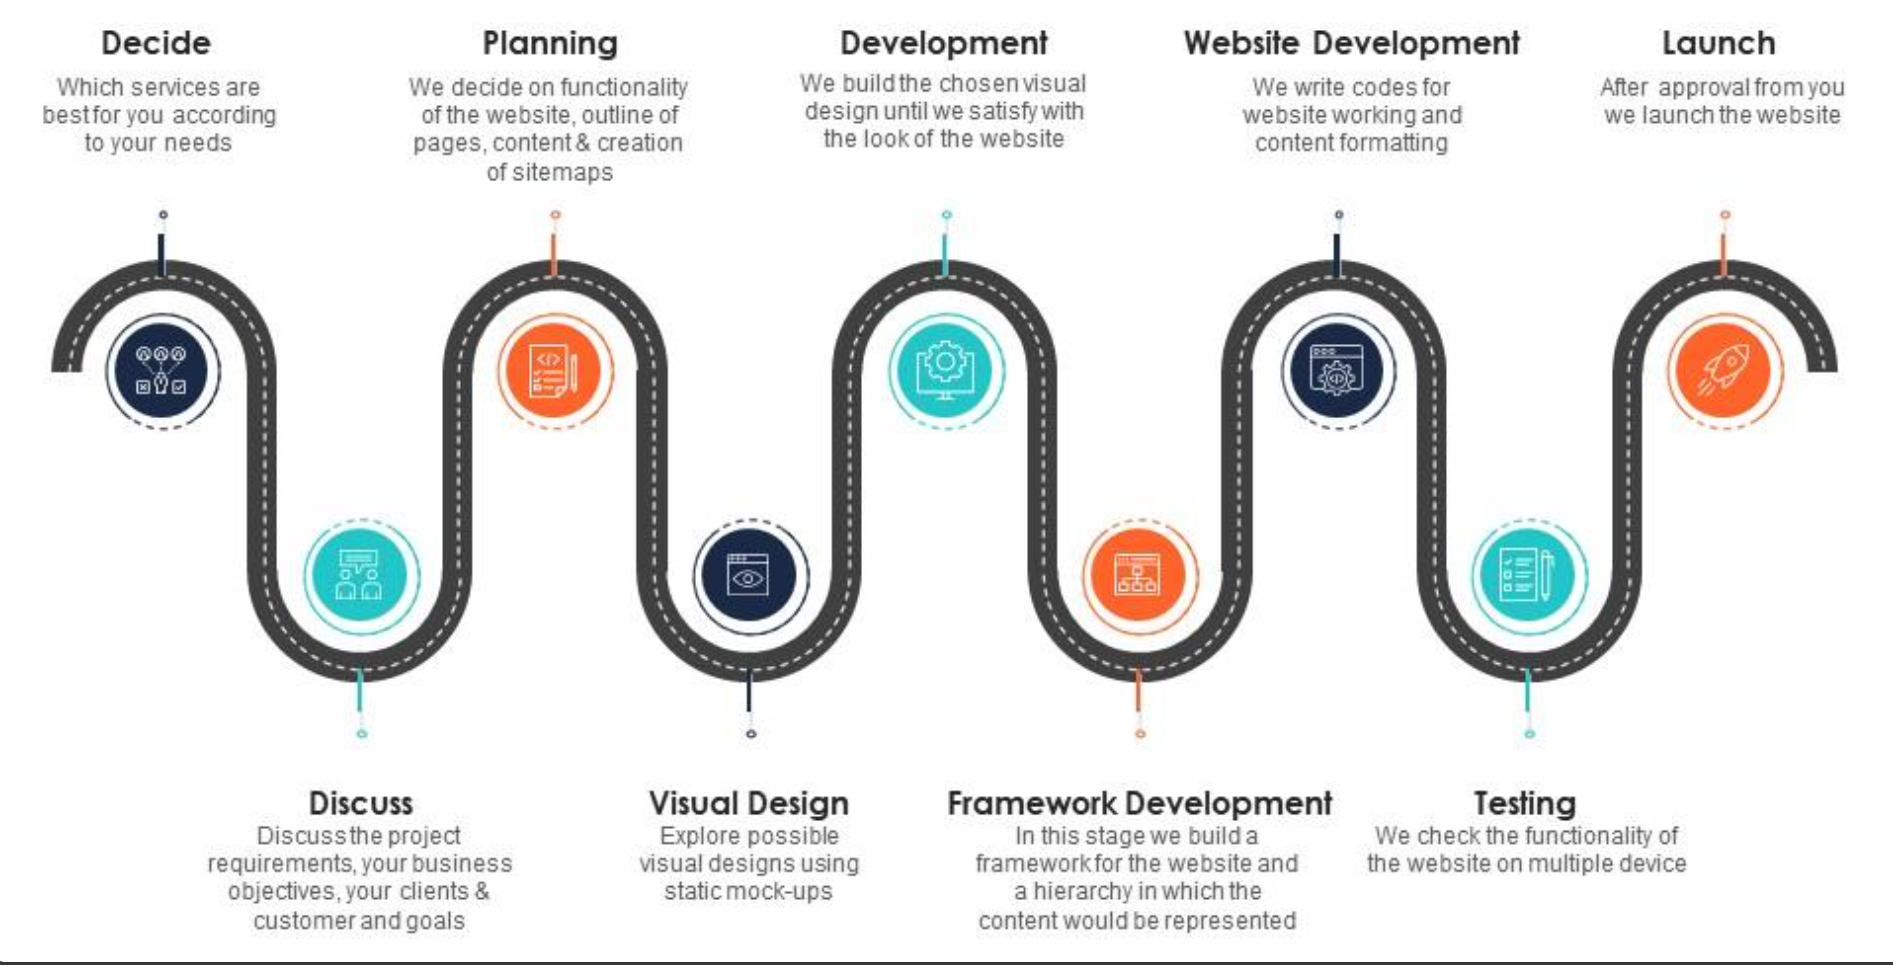 Decide
Which services are
best for you according
to your needs
Planning
We decide on functionality
of the website, outline of
pages, content & creation
of sitemaps
Development
We build the chosen visual
design until we satisfy with
the look of the website
Website Development
We write codes for
website working and
content formatting
Launch
After approval from you
we launch the website
Discuss
Discuss the project
requirements, your business
objectives, your clients &
customer and goals
Visual Design
Explore possible
visual designs using
static mock-ups
Framework Development
In this stage we build a
framework for the website and
a hierarchy in which the
content would be represented
Testing
We check the functionality of
the website on multiple device